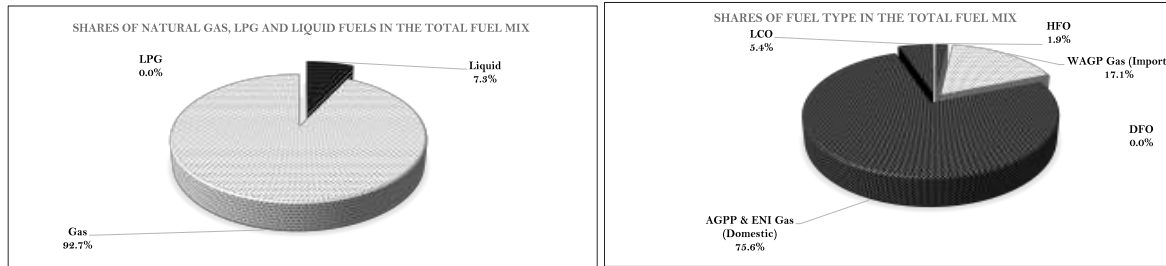 SHARES OF NATURAL GAS, LPG AND LIQUID FUELS IN THE TOTAL FUEL MIX
LPG
0.0%
Liquid
7.3%
Gas
92.7%
SHARES OF FUEL TYPE IN THE TOTAL FUEL MIX
LCO
5.4%
HFO
1.9%
WAGP Gas (Import
17.1%
DFO
0.0%
AGPP & ENI Gas
(Domestic)
75.6%